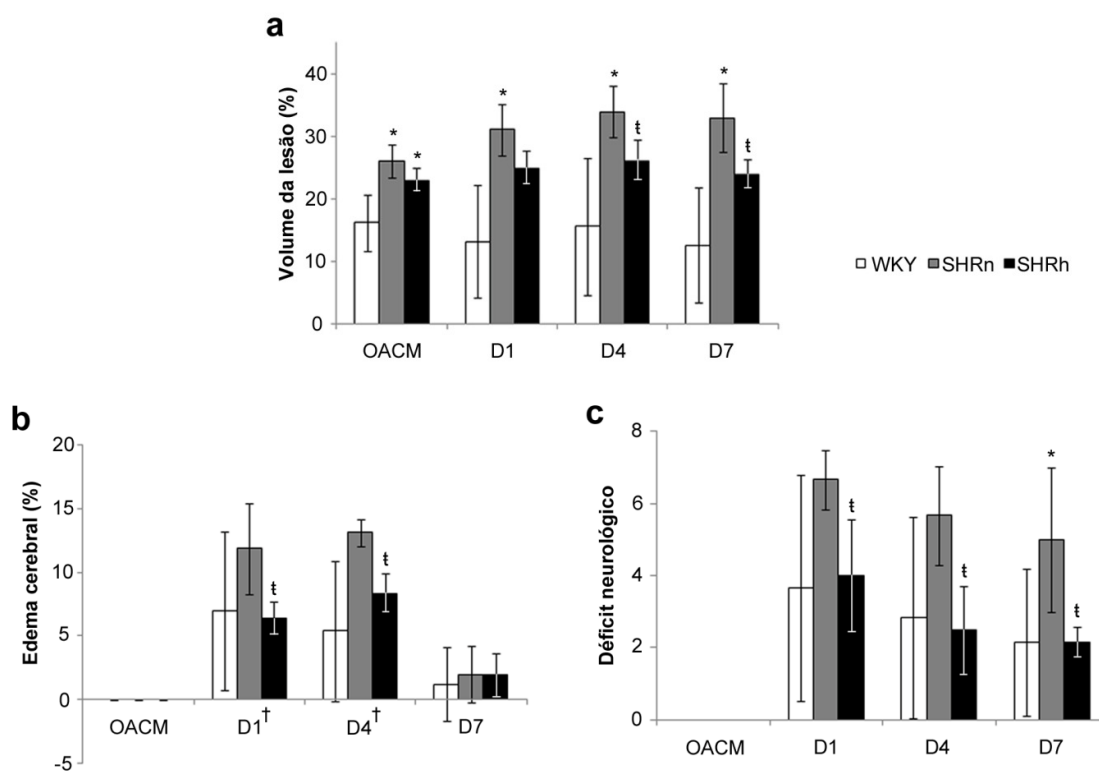 a
Volume da lesão (%)
40
30
20
10
0
* * * * ŧ * ŧ
OACM D1 D4 D7
WKY SHRn SHRh
b
Edema cerebral (%)
20
15
10
5
0
-5
ŧ ŧ
OACM D1† D4† D7
c
Déficit neurológico
8
6
4
2
0
ŧ ŧ * ŧ
OACM D1 D4 D7